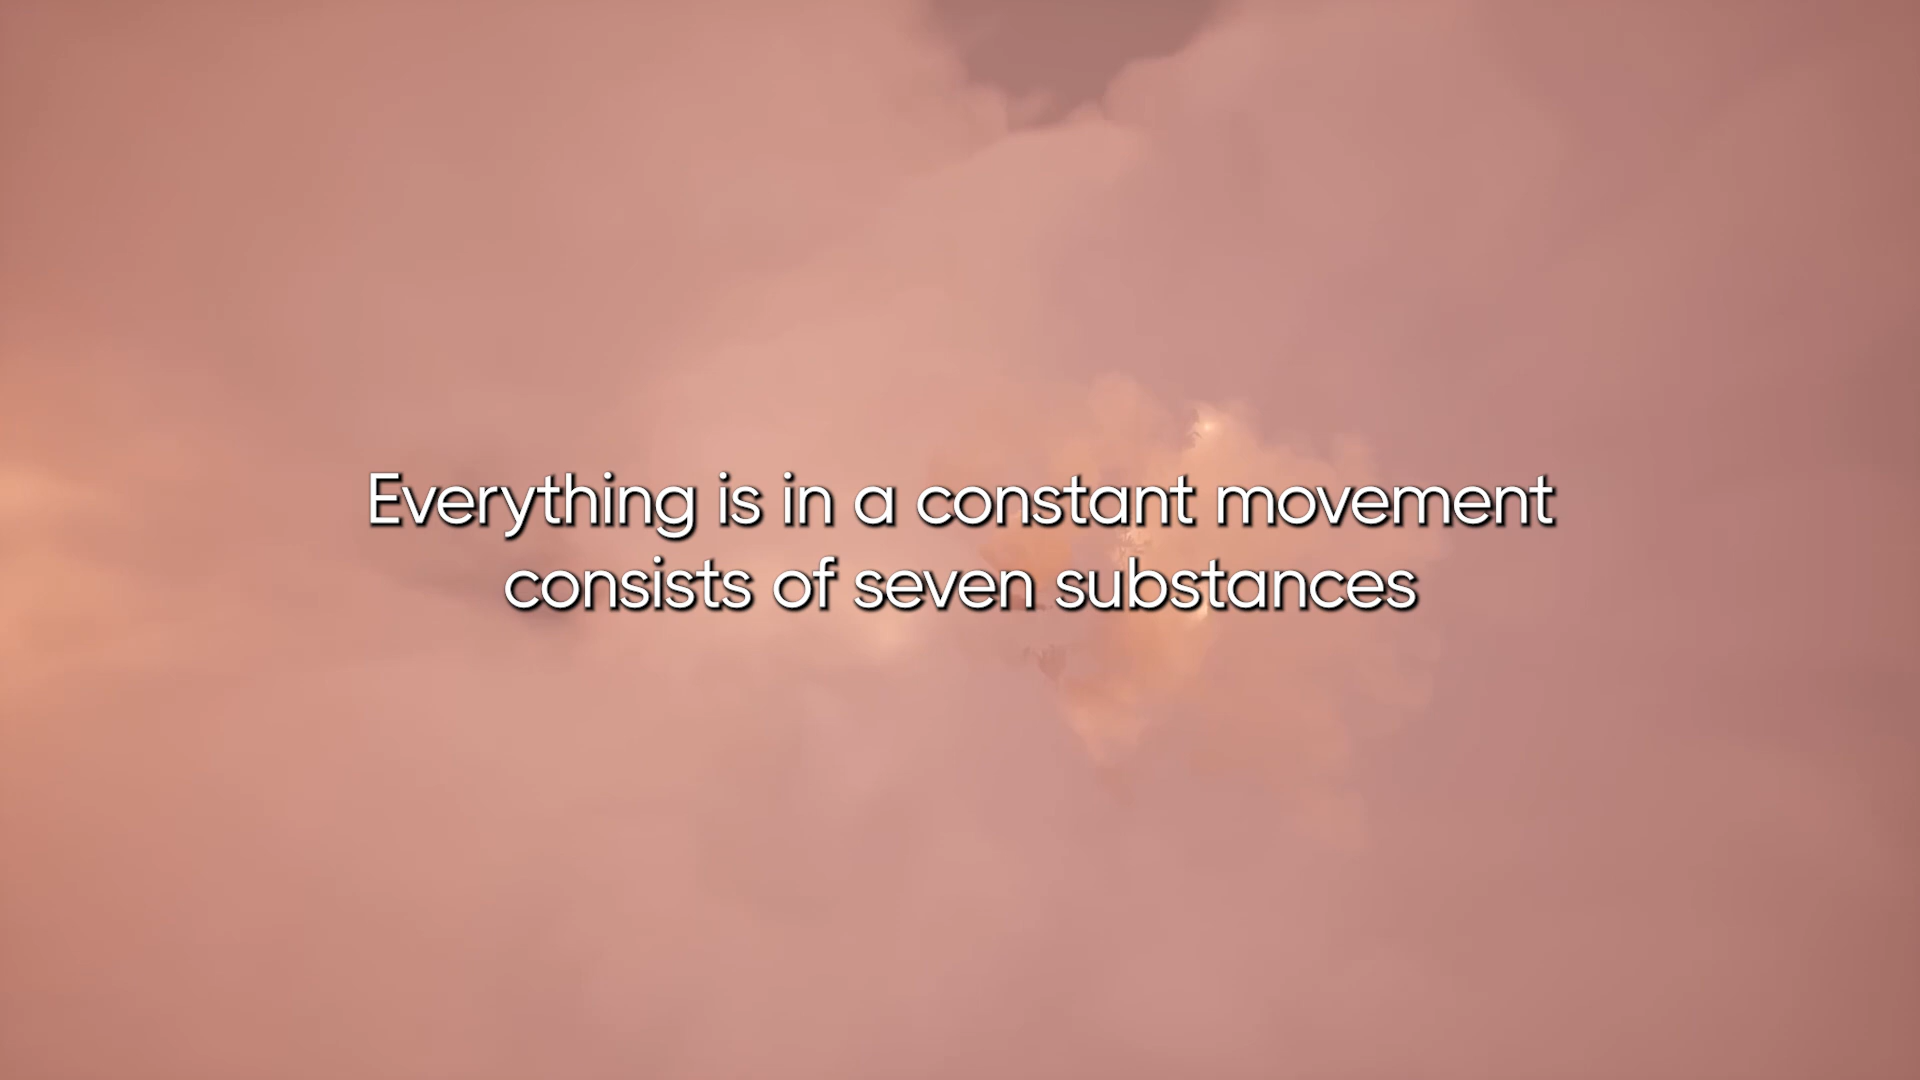 Everything is in a constant movement
consists of seven substances